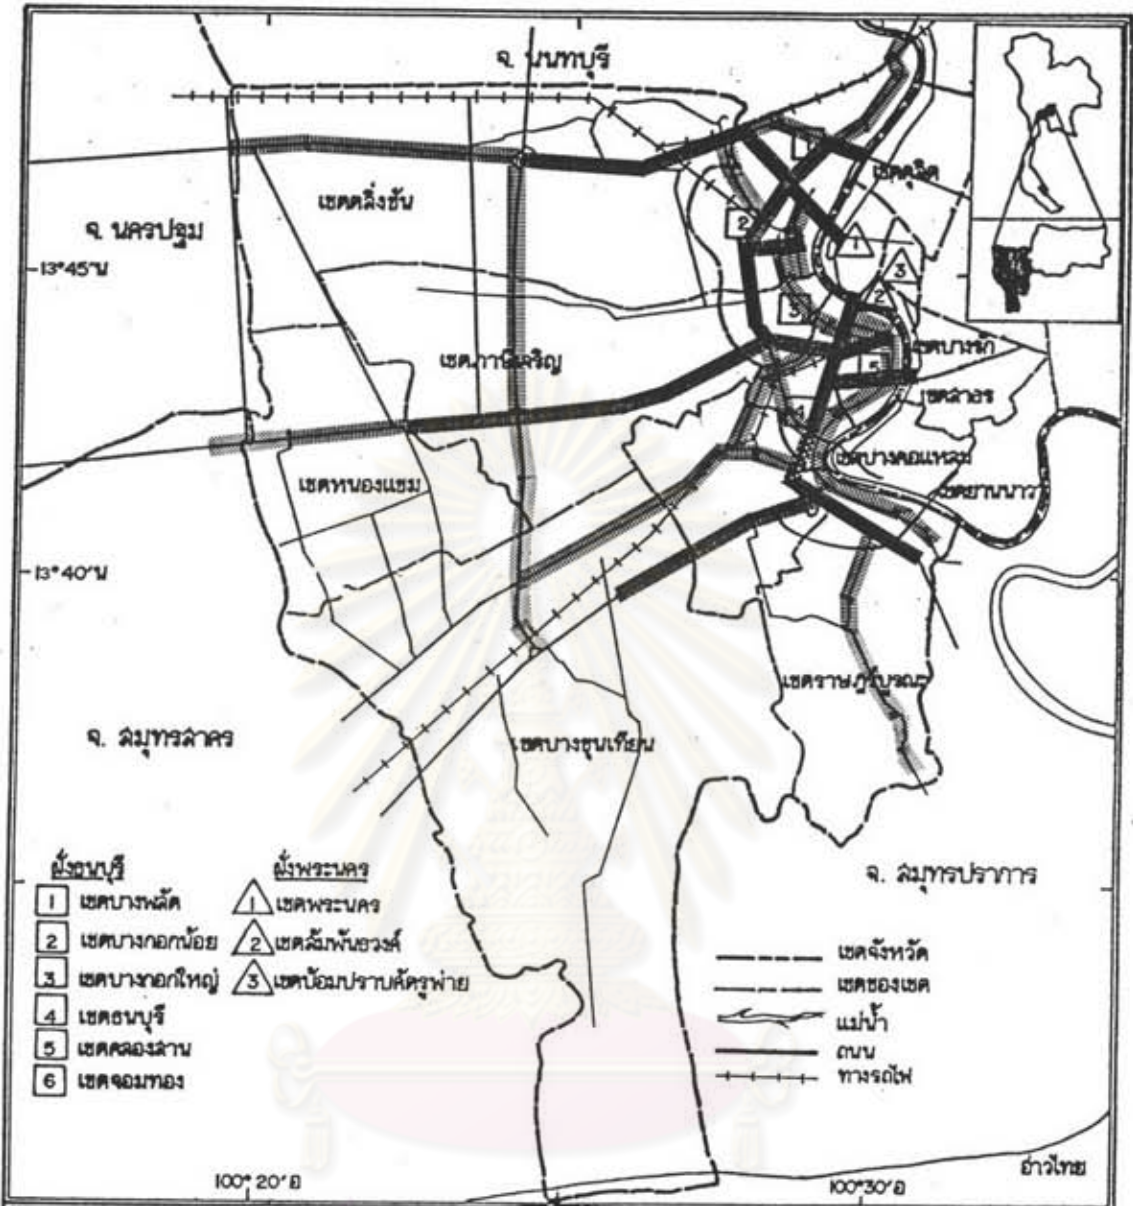 จ. นนทบุรี
เขตดุสิต
เขตตลิ่งชัน
จ. นครปฐม
13°45'น
เขตภาษีเจริญ
เขตบางรัก
เขตสาธร
เขตบางคอแหลม
เขตยานนาวา
เขตหนองแขม
13°40'น
เขตราษฎร์บูรณะ
จ. สมุทรสาคร
เขตบางขุนเทียน
จ. สมุทรปราการ
ฝั่งธนบุรี
1 เขตบางพลัด
2 เขตบางกอกน้อย
3 เขตบางกอกใหญ่
4 เขตธนบุรี
5 เขตคลองสาน
6 เขตจอมทอง
ฝั่งพระนคร
1 เขตพระนคร
2 เขตสัมพันธวงศ์
3 เขตป้อมปราบศัตรูพ่าย
เขตจังหวัด
เขตของเขต
แม่น้ำ
ถนน
ทางรถไฟ
อ่าวไทย
100°20'อ
100°30'อ
1
2
3
4
5
1
2
3